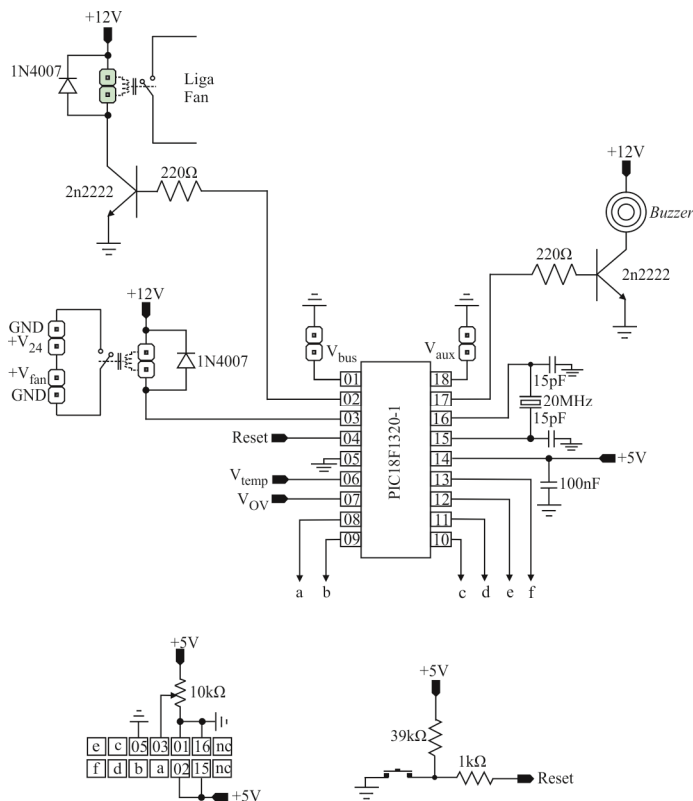 +12V
1N4007
Liga
Fan
220Ω
2n2222
+12V
Buzzer
220Ω
2n2222
+12V
GND
+V24
+Vfan
GND
1N4007
Vbus
Vaux
01
18
02
17
03
16
04
15
05
14
06
13
07
12
08
11
09
10
PIC18F1320-1
15pF
20MHz
15pF
+5V
100nF
Reset
Vtemp
VOV
a
b
c
d
e
f
+5V
10kΩ
e c 05 03 01 16 nc
f d b a 02 15 nc
+5V
+5V
39kΩ
1kΩ
Reset